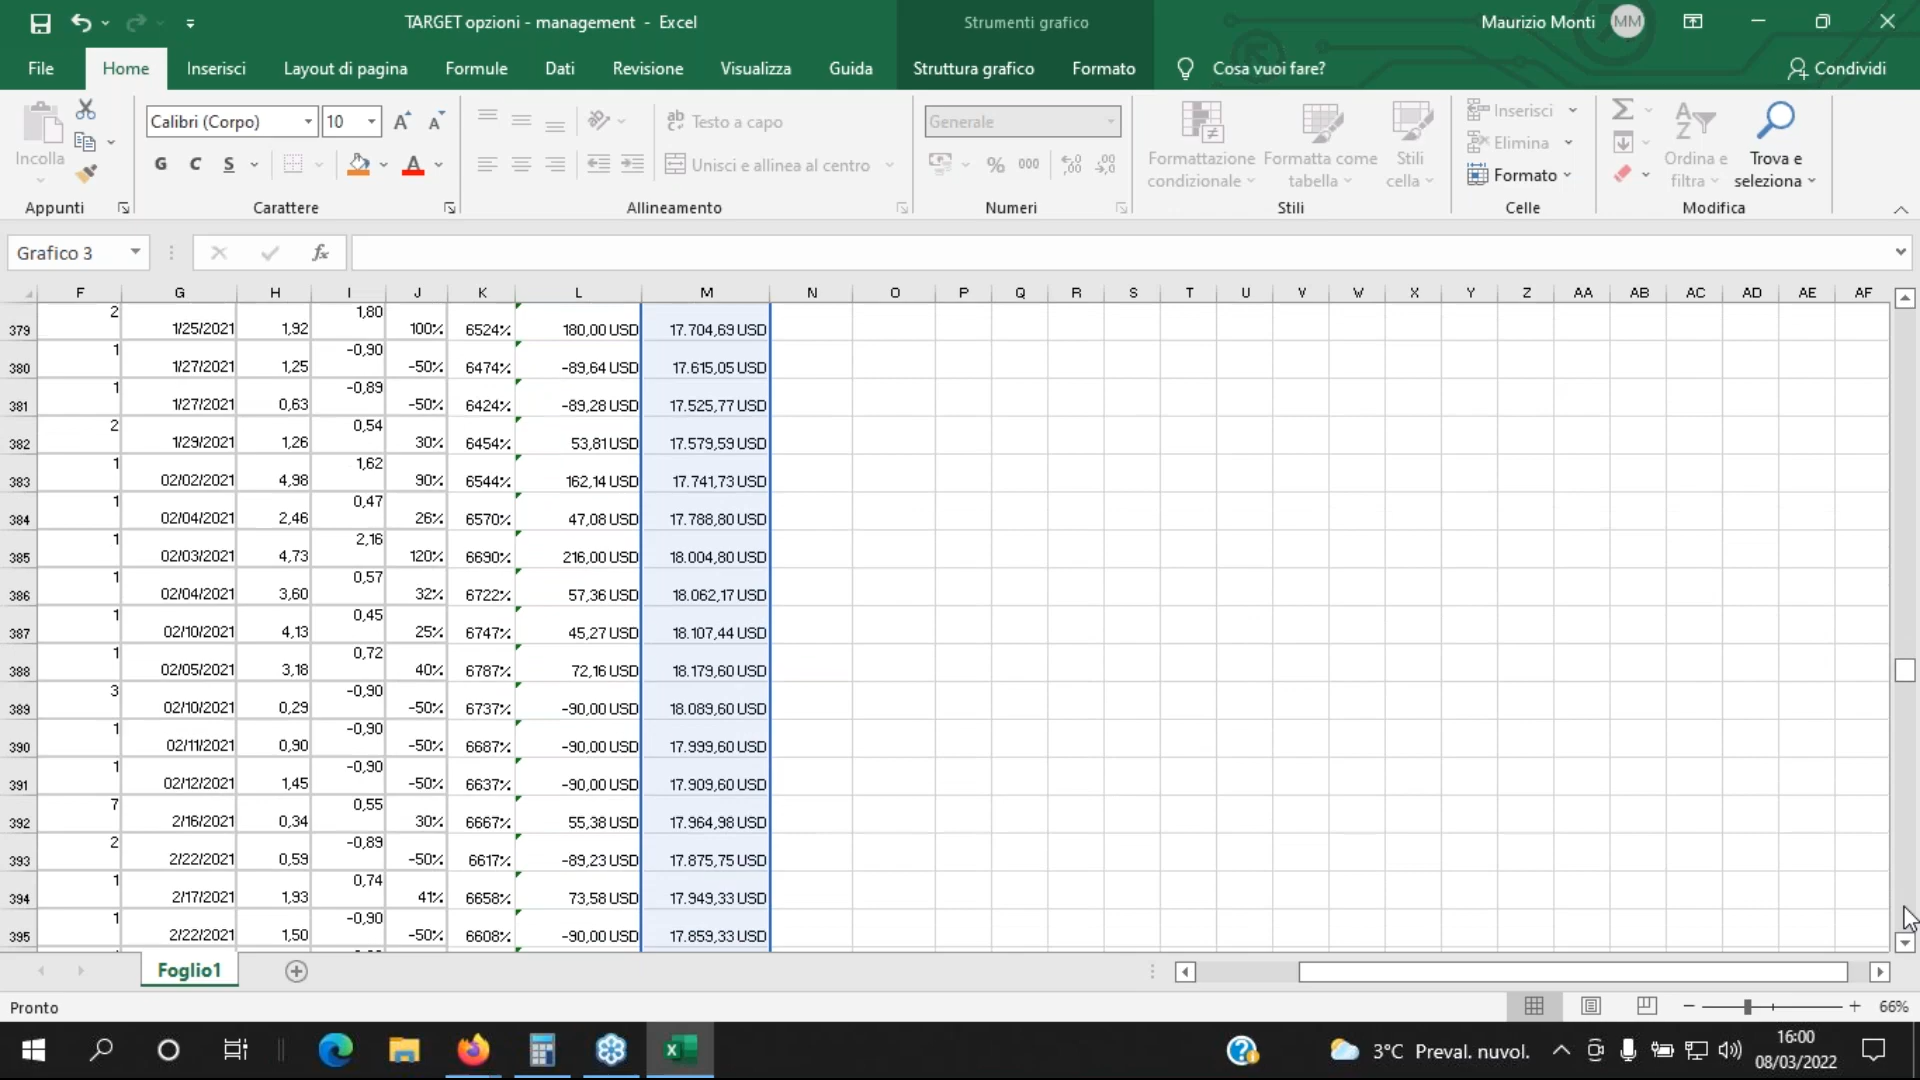 TARGET opzioni - management - Excel
Strumenti grafico
Maurizio Monti
MM
File Home Inserisci Layout di pagina Formule Dati Revisione Visualizza Guida Struttura grafico Formato Cosa vuoi fare? Condividi
Incolla
Appunti
Calibri (Corpo) 10
G C S
Carattere
Testo a capo
Unisci e allinea al centro
Allineamento
Generale
% 000
Numeri
Formattazione condizionale
Formatta come tabella
Stili cella
Stili
Inserisci
Elimina
Formato
Celle
Ordina e filtra
Trova e seleziona
Modifica
Grafico 3 fx
F G H I J K L M N O P Q R S T U V W X Y Z AA AB AC AD AE AF
379 2 1/25/2021 1,92 1,80 100% 6524% 180,00 USD 17.704,69 USD
380 1 1/27/2021 1,25 -0,90 -50% 6474% -89,64 USD 17.615,05 USD
381 1 1/27/2021 0,63 -0,89 -50% 6424% -89,28 USD 17.525,77 USD
382 2 1/29/2021 1,26 0,54 30% 6454% 53,81 USD 17.579,59 USD
383 1 02/02/2021 4,98 1,62 90% 6544% 162,14 USD 17.741,73 USD
384 1 02/04/2021 2,46 0,47 26% 6570% 47,08 USD 17.788,80 USD
385 1 02/03/2021 4,73 2,16 120% 6690% 216,00 USD 18.004,80 USD
386 1 02/04/2021 3,60 0,57 32% 6722% 57,36 USD 18.062,17 USD
387 1 02/10/2021 4,13 0,45 25% 6747% 45,27 USD 18.107,44 USD
388 1 02/05/2021 3,18 0,72 40% 6787% 72,16 USD 18.179,60 USD
389 3 02/10/2021 0,29 -0,90 -50% 6737% -90,00 USD 18.089,60 USD
390 1 02/11/2021 0,90 -0,90 -50% 6687% -90,00 USD 17.999,60 USD
391 1 02/12/2021 1,45 -0,90 -50% 6637% -90,00 USD 17.909,60 USD
392 7 2/16/2021 0,34 0,55 30% 6667% 55,38 USD 17.964,98 USD
393 2 2/22/2021 0,59 -0,89 -50% 6617% -89,23 USD 17.875,75 USD
394 1 2/17/2021 1,93 0,74 41% 6658% 73,58 USD 17.949,33 USD
395 1 2/22/2021 1,50 -0,90 -50% 6608% -90,00 USD 17.859,33 USD
Foglio1
Pronto
66%
3°C Preval. nuvol.
16:00
08/03/2022